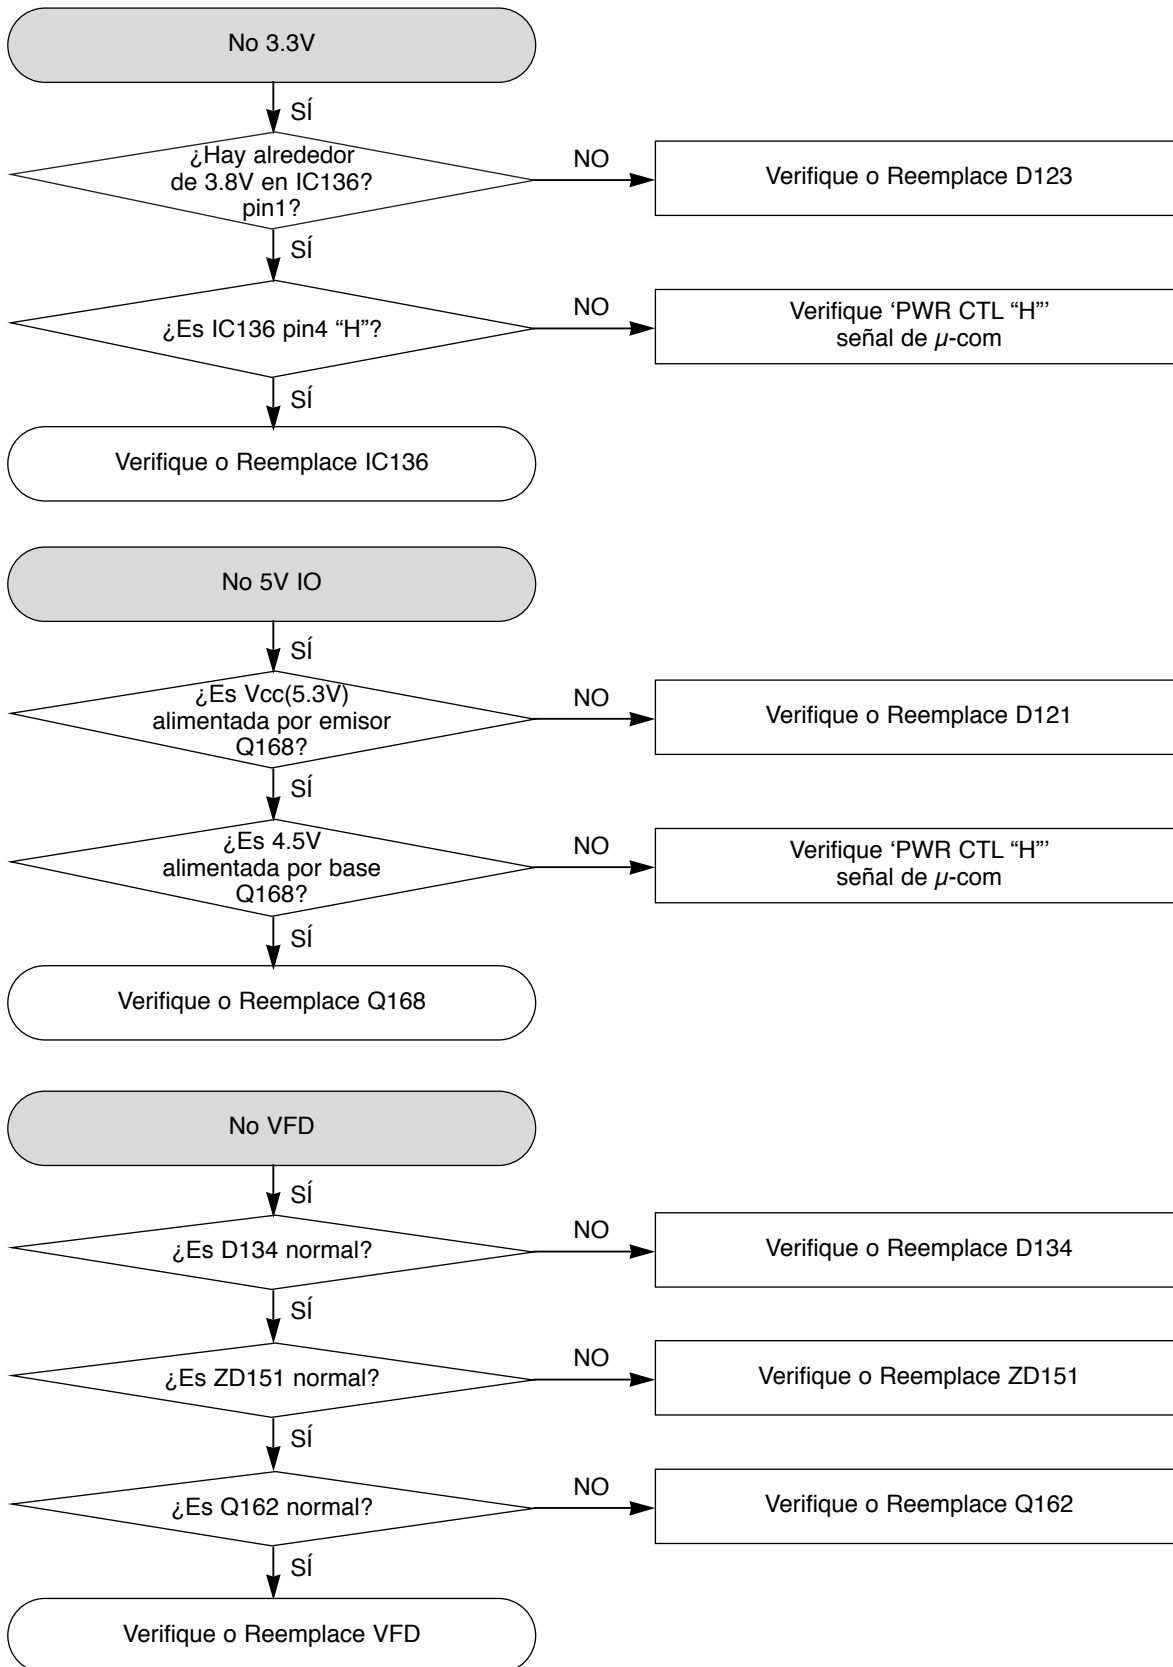 No 3.3V
SÍ
¿Hay alrededor
de 3.8V en IC136?
pin1?
NO
Verifique o Reemplace D123
SÍ
¿Es IC136 pin4 “H”?
NO
Verifique ‘PWR CTL “H”’
señal de µ-com
SÍ
Verifique o Reemplace IC136
No 5V IO
SÍ
¿Es Vcc(5.3V)
alimentada por emisor
Q168?
NO
Verifique o Reemplace D121
SÍ
¿Es 4.5V
alimentada por base
Q168?
NO
Verifique ‘PWR CTL “H”’
señal de µ-com
SÍ
Verifique o Reemplace Q168
No VFD
SÍ
¿Es D134 normal?
NO
Verifique o Reemplace D134
SÍ
¿Es ZD151 normal?
NO
Verifique o Reemplace ZD151
SÍ
¿Es Q162 normal?
NO
Verifique o Reemplace Q162
SÍ
Verifique o Reemplace VFD